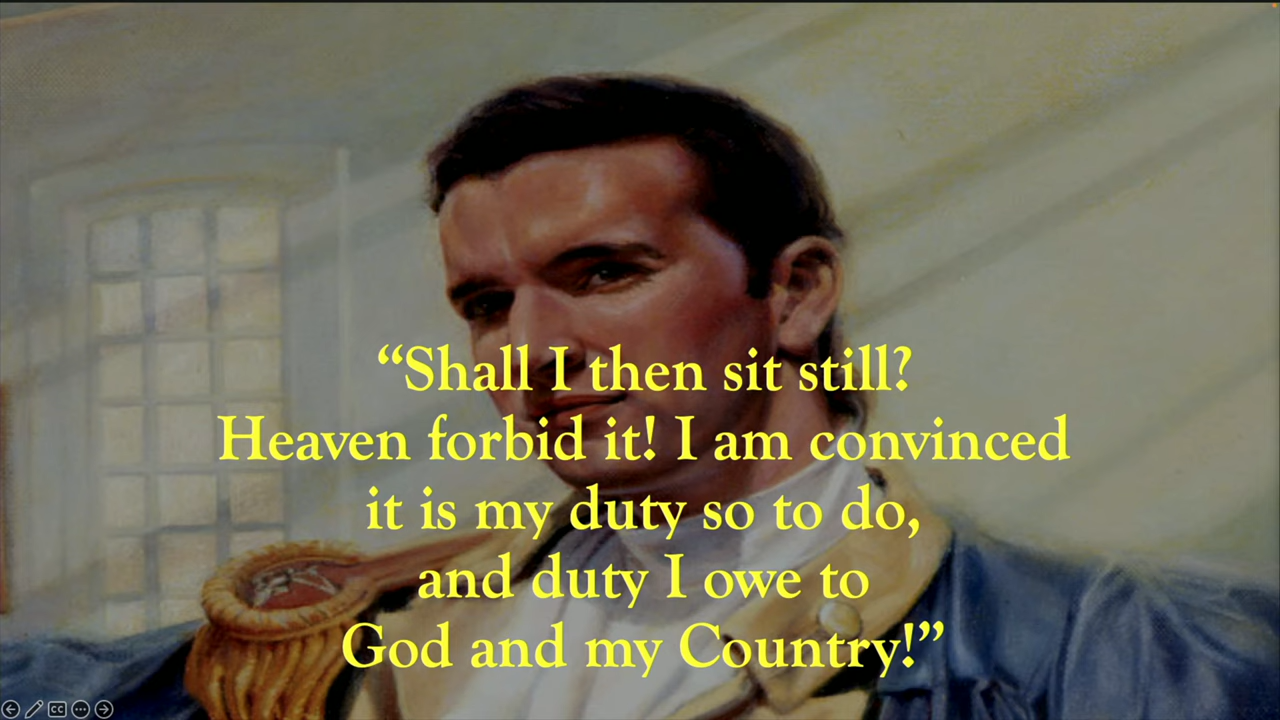 “Shall I then sit still?
Heaven forbid it! I am convinced
it is my duty so to do,
and duty I owe to
God and my Country!”
CC